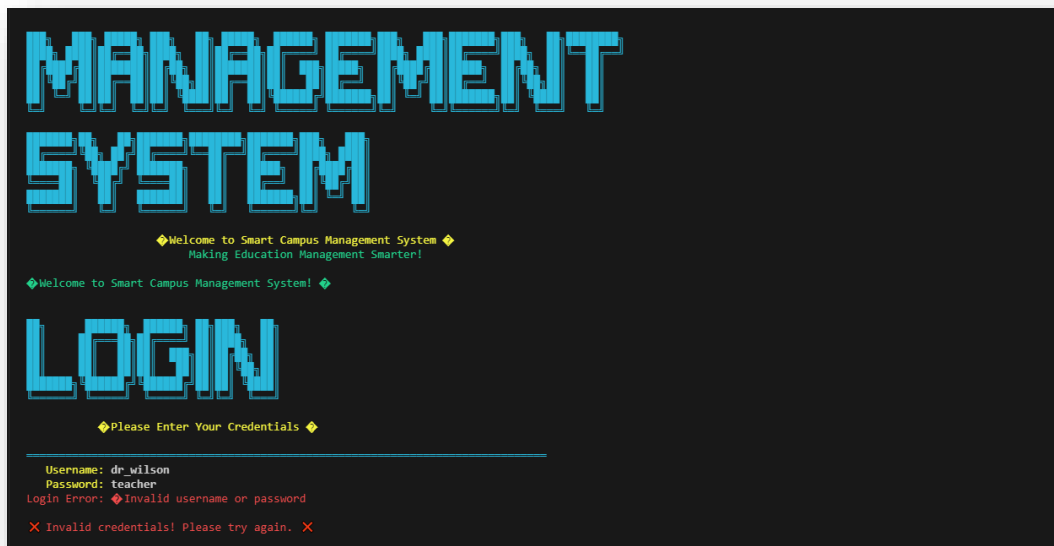 MANAGEMENT
SYSTEM
�Welcome to Smart Campus Management System �
Making Education Management Smarter!
�Welcome to Smart Campus Management System! �
LOGIN
�Please Enter Your Credentials �
Username: dr_wilson
Password: teacher
Login Error: �Invalid username or password
❌ Invalid credentials! Please try again. ❌